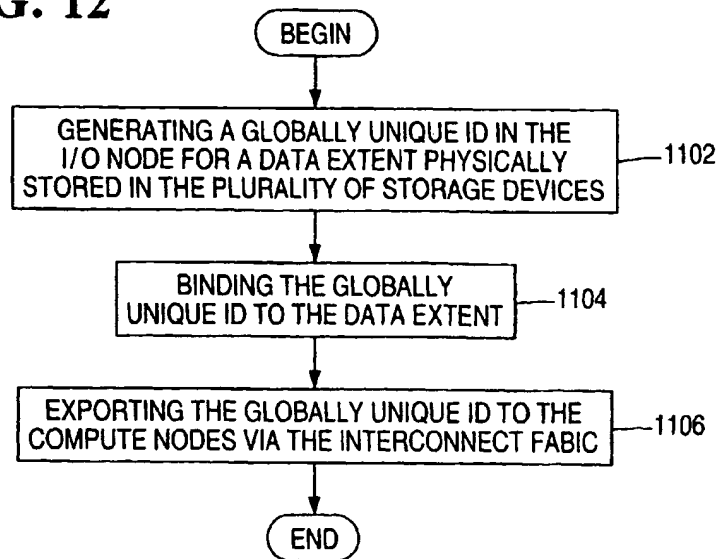 G. 12
BEGIN
GENERATING A GLOBALLY UNIQUE ID IN THE
I/O NODE FOR A DATA EXTENT PHYSICALLY
STORED IN THE PLURALITY OF STORAGE DEVICES
1102
BINDING THE GLOBALLY
UNIQUE ID TO THE DATA EXTENT
1104
EXPORTING THE GLOBALLY UNIQUE ID TO THE
COMPUTE NODES VIA THE INTERCONNECT FABIC
1106
END